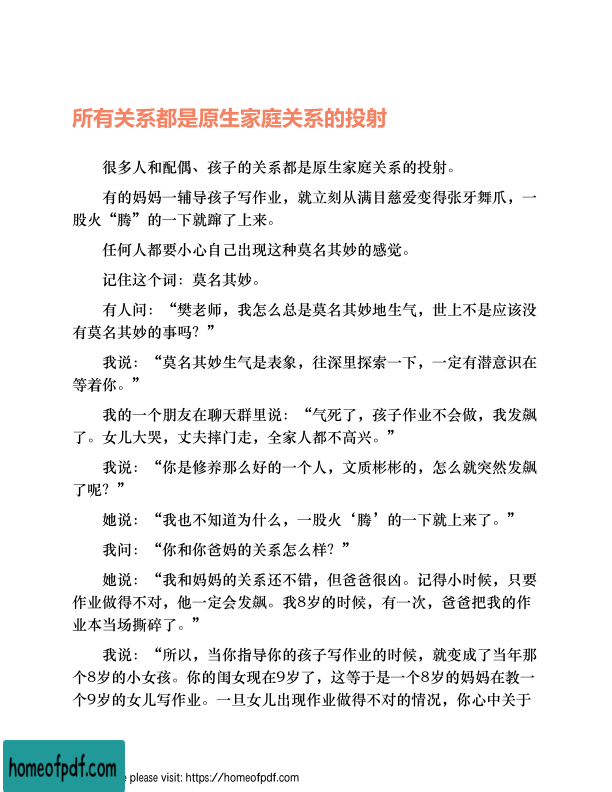 所有关系都是原生家庭关系的投射
很多人和配偶、孩子的关系都是原生家庭关系的投射。
有的妈妈一辅导孩子写作业，就立刻从满目慈爱变得张牙舞爪，一
股火“腾”的一下就蹿了上来。
任何人都要小心自己出现这种莫名其妙的感觉。
记住这个词：莫名其妙。
有人问：“樊老师，我怎么总是莫名其妙地生气，世上不是应该没
有莫名其妙的事吗？”
我说：“莫名其妙生气是表象，往深里探索一下，一定有潜意识在
等着你。”
我的一个朋友在聊天群里说：“气死了，孩子作业不会做，我发飙
了。女儿大哭，丈夫摔门走，全家人都不高兴。”
我说：“你是修养那么好的一个人，文质彬彬的，怎么就突然发飙
了呢？”
她说：“我也不知道为什么，一股火‘腾’的一下就上来了。”
我问：“你和你爸妈的关系怎么样？”
她说：“我和妈妈的关系还不错，但爸爸很凶。记得小时候，只要
作业做得不对，他一定会发飙。我8岁的时候，有一次，爸爸把我的作
业本当场撕碎了。”
我说：“所以，当你指导你的孩子写作业的时候，就变成了当年那
个8岁的小女孩。你的闺女现在9岁了，这等于是一个8岁的妈妈在教一
个9岁的女儿写作业。一旦女儿出现作业做得不对的情况，你心中关于
homeofpdf.com
e please visit: https://homeofpdf.com